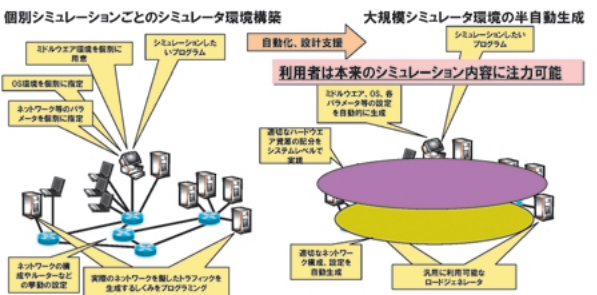 個別シミュレーションごとのシミュレータ環境構築
大規模シミュレータ環境の半自動生成
自動化、設計支援
利用者は本来のシミュレーション内容に注力可能
ミドルウエア環境を個別に
用意
シミュレーションした
いプログラム
OS環境を個別に指定
ネットワーク等のパラ
メータを個別に指定
ネットワークの構
成やルーターなど
の挙動の設定
実際のネットワークを擬したトラフィックを
生成するしくみをプログラミング
シミュレーションしたい
プログラム
ミドルウエア、OS、各
パラメータ等の設定
を自動的に生成
適切なハードウエ
ア資源の配分を
システムレベルで
実現
適切なネットワー
ク構成、設定を
自動生成
汎用に利用可能な
ロードジェネレータ